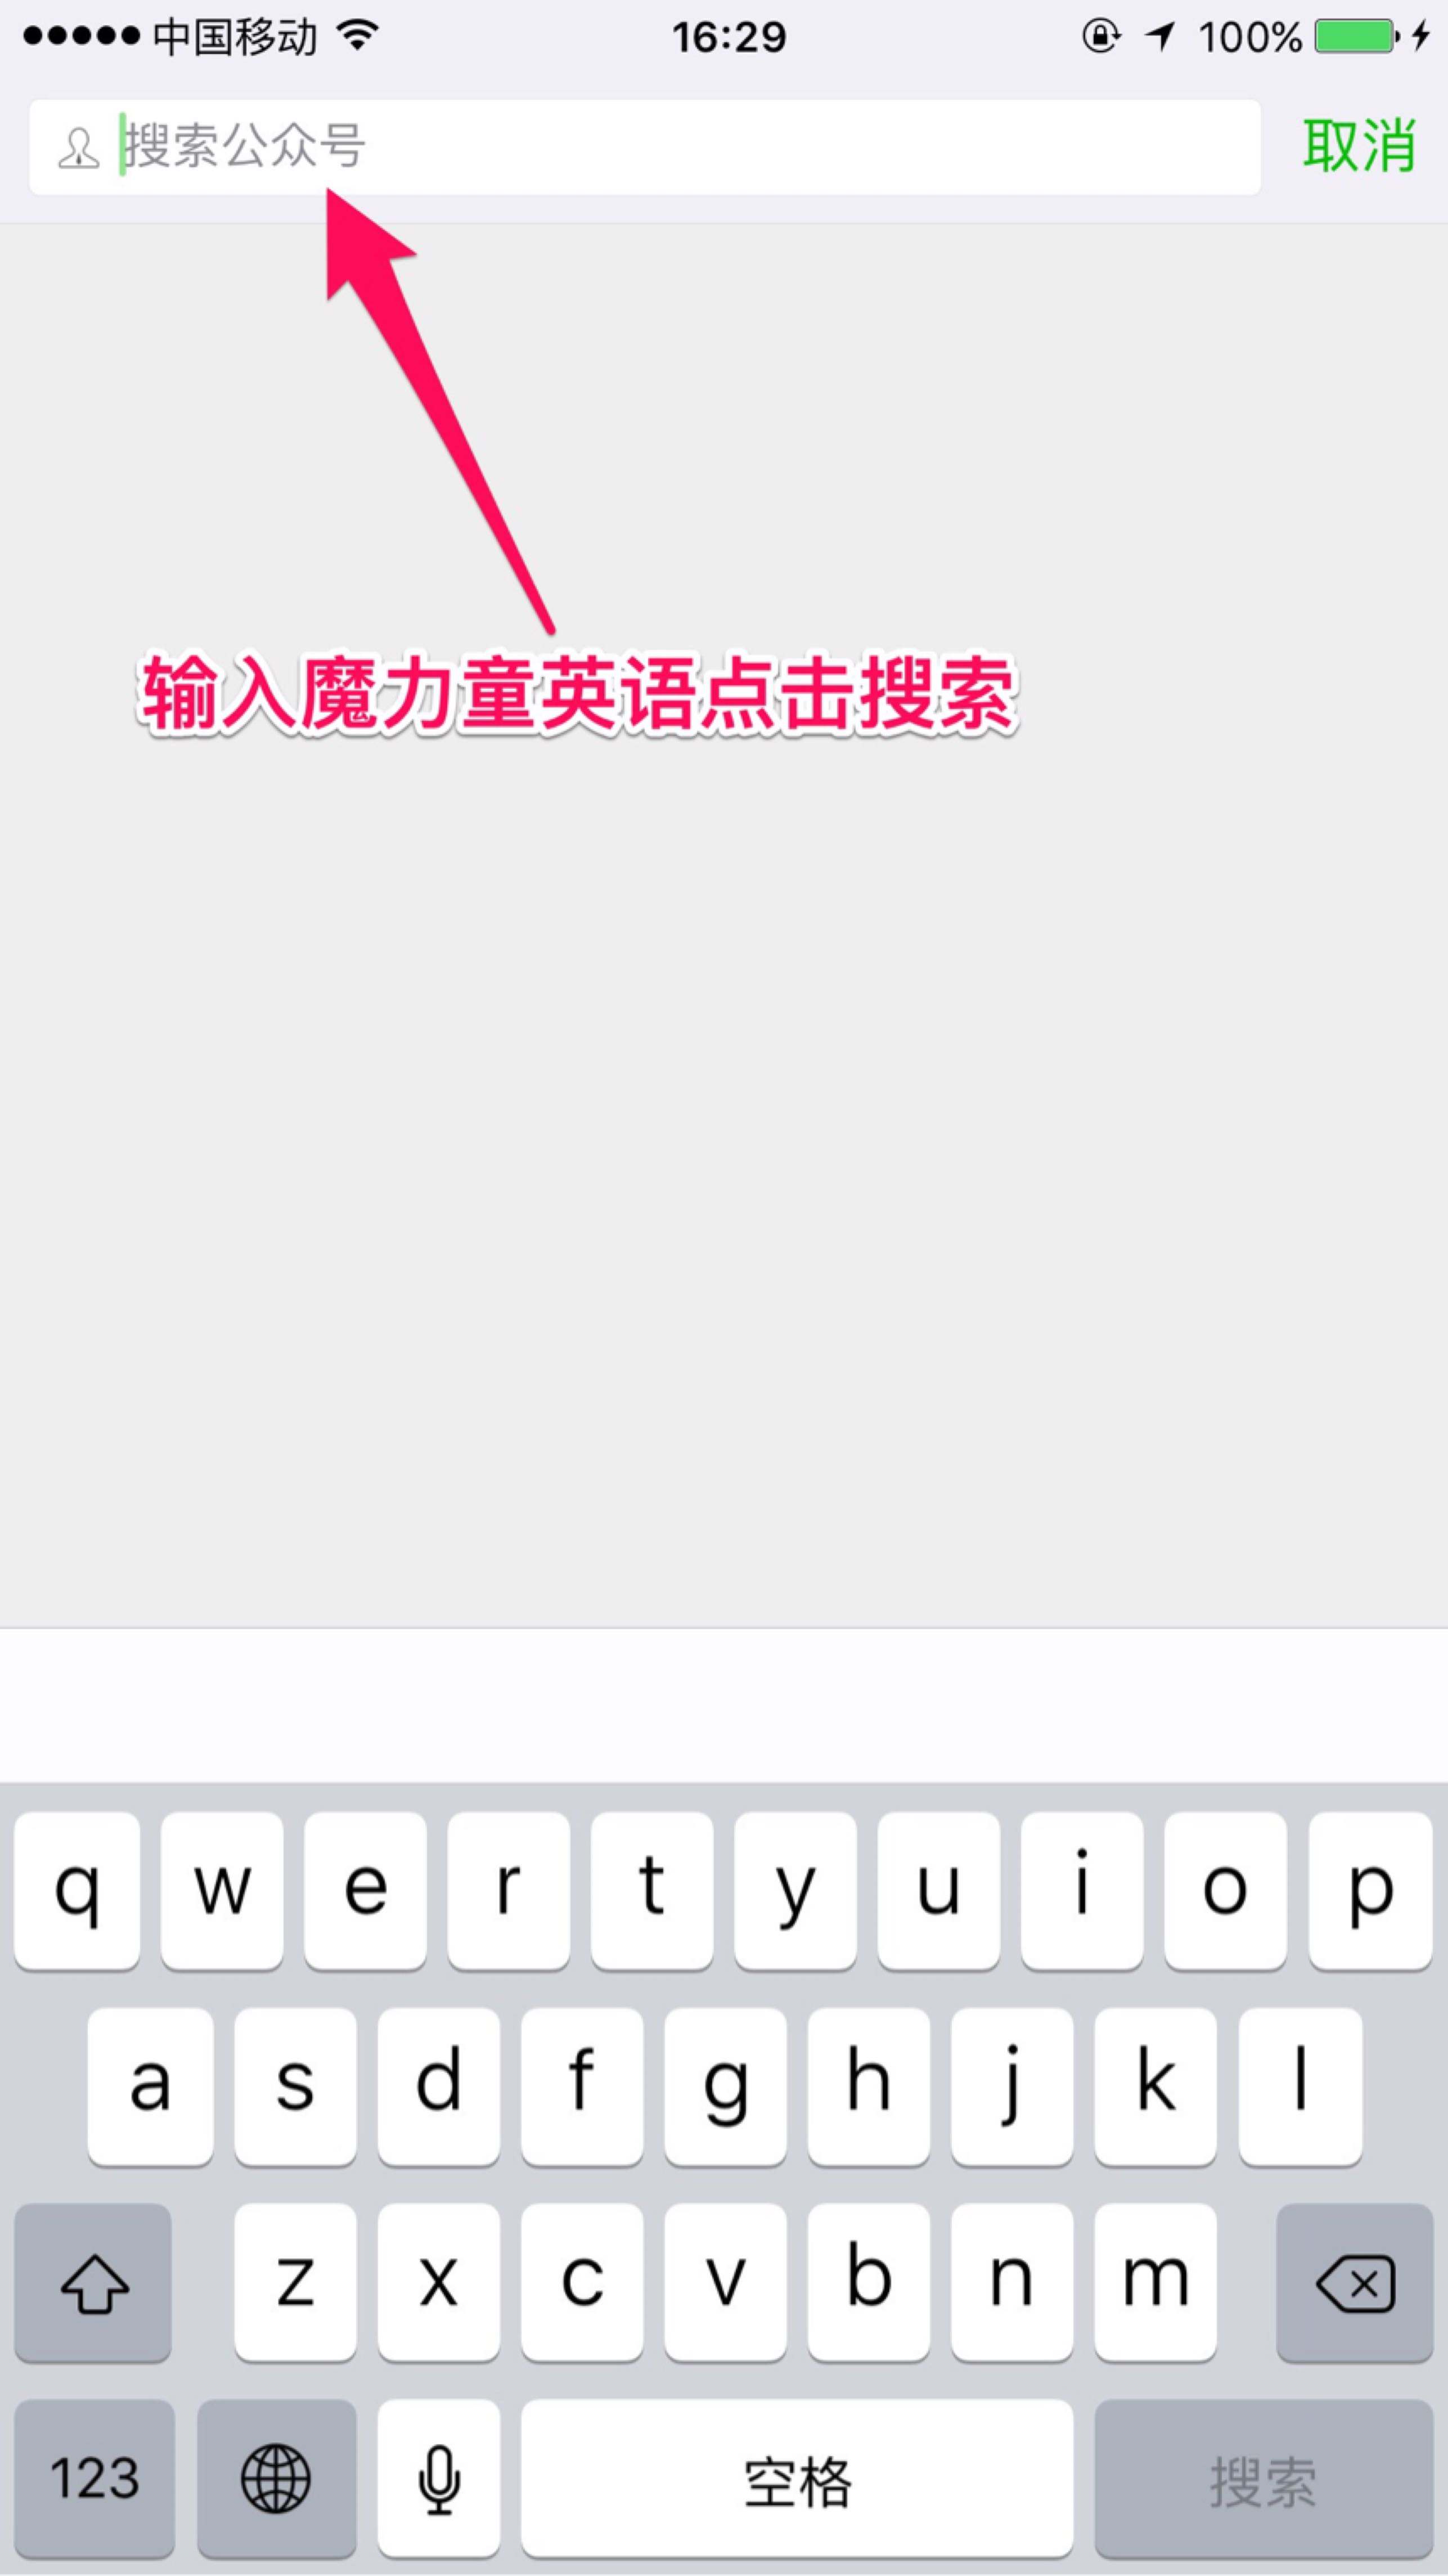 中国移动 16:29 100%
搜索公众号 取消
输入魔力童英语点击搜索
q w e r t y u i o p
a s d f g h j k l
z x c v b n m
123 空格 搜索